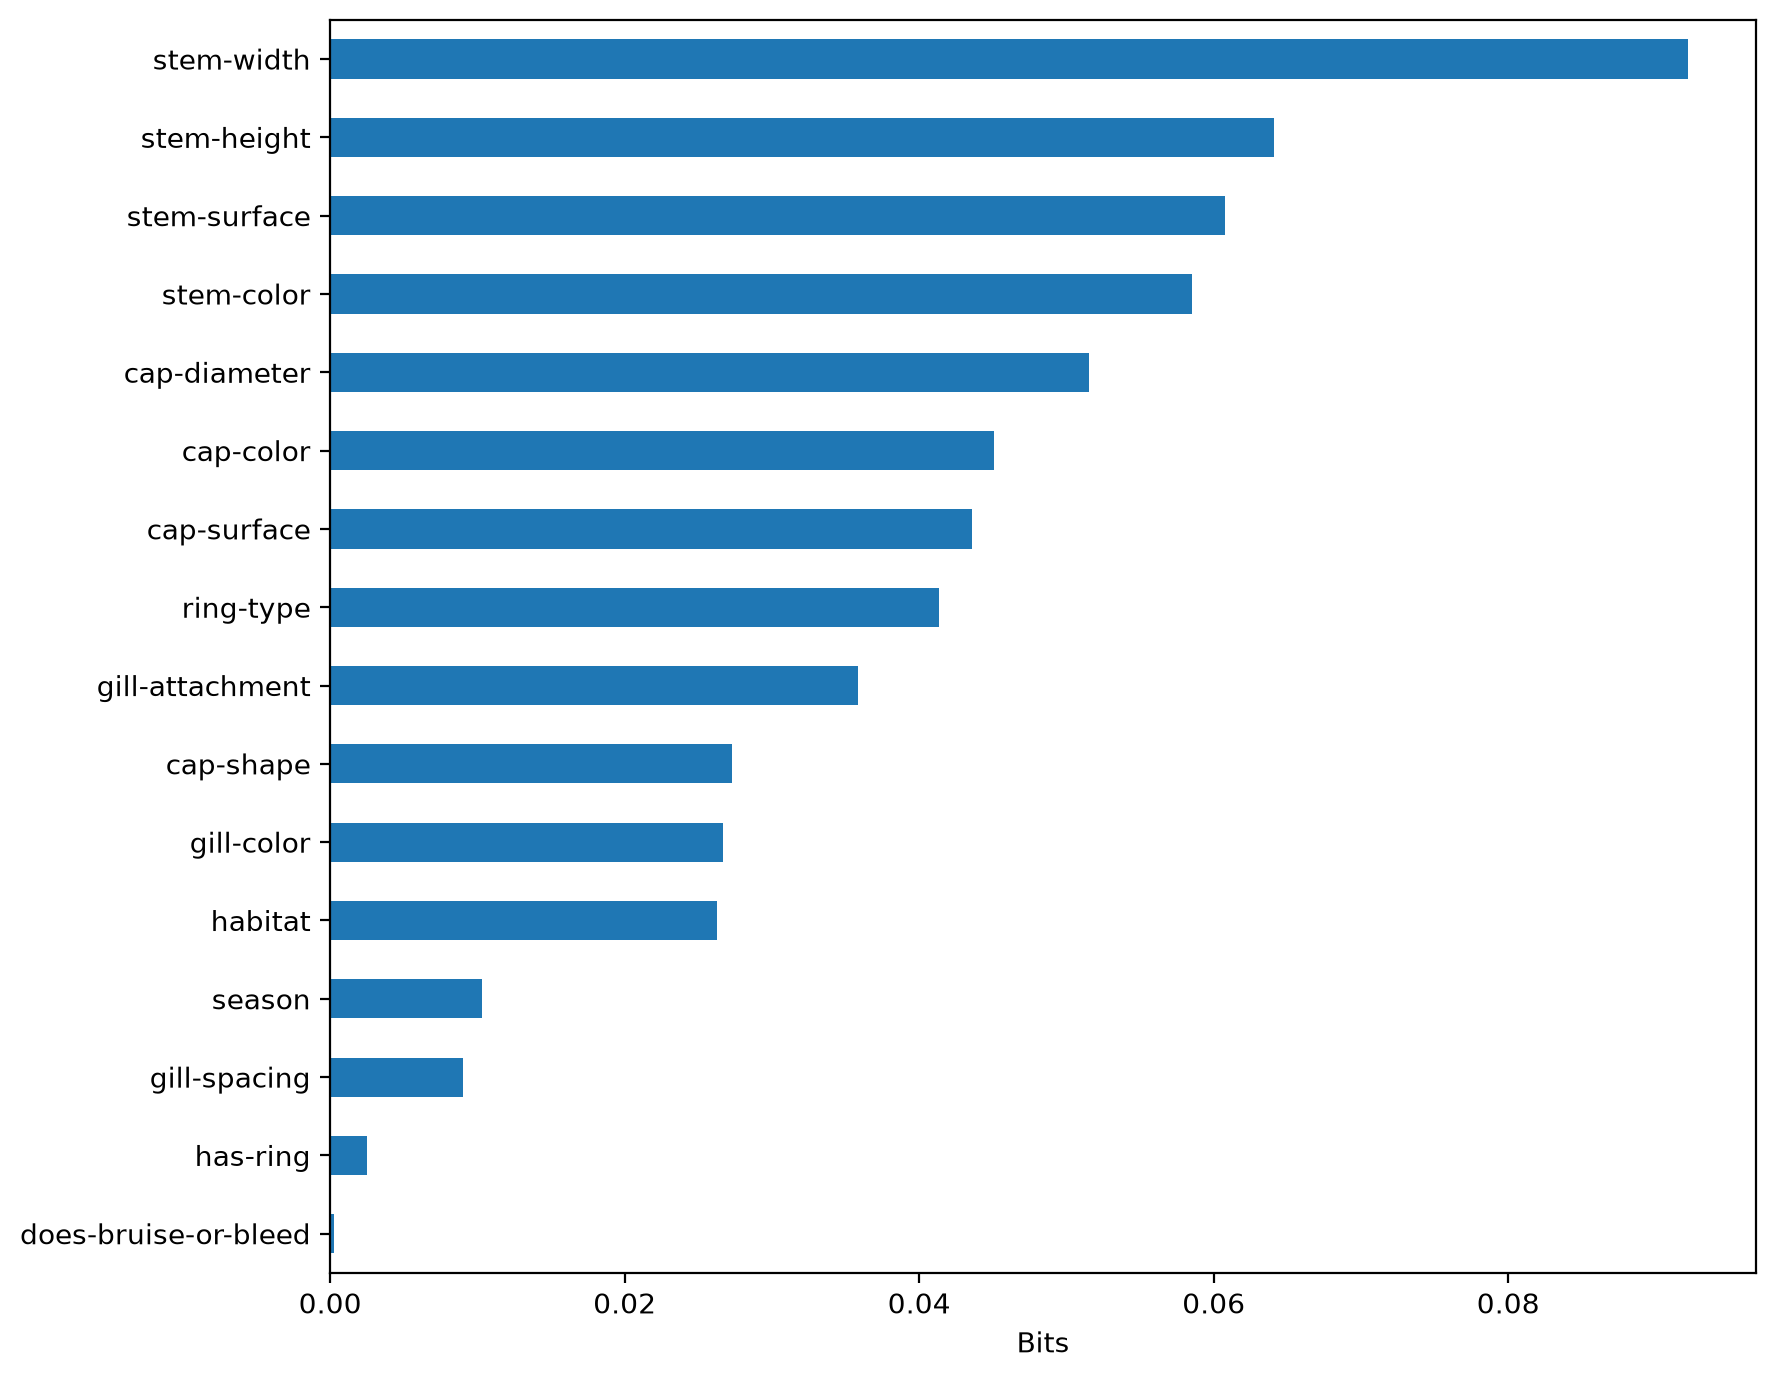 stem-width
stem-height
stem-surface
stem-color
cap-diameter
cap-color
cap-surface
ring-type
gill-attachment
cap-shape
gill-color
habitat
season
gill-spacing
has-ring
does-bruise-or-bleed
0.00 0.02 0.04 0.06 0.08
Bits